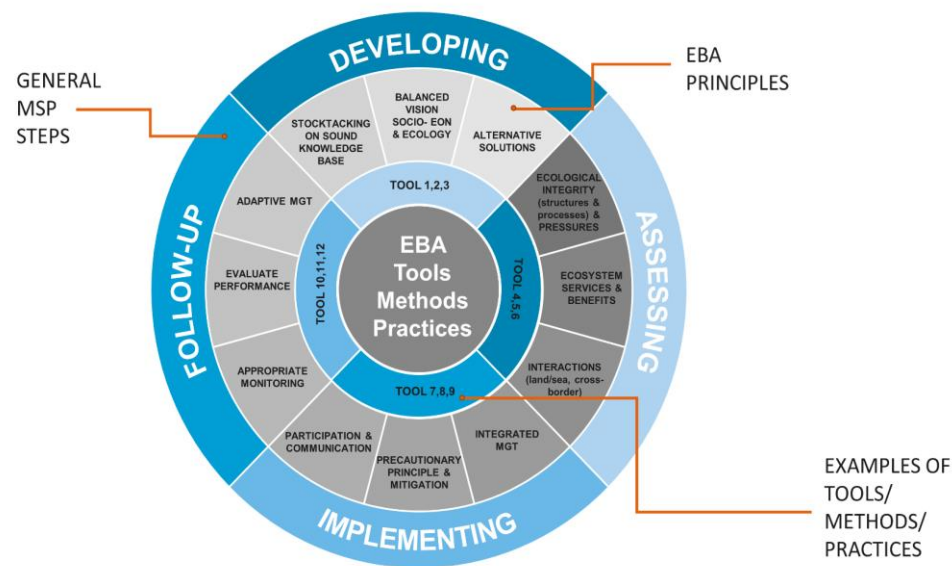 GENERAL
MSP
STEPS
EBA
PRINCIPLES
DEVELOPING
STOCKTACKING
ON SOUND
KNOWLEDGE
BASE
BALANCED
VISION
SOCIO- EON
& ECOLOGY
ALTERNATIVE
SOLUTIONS
ASSESSING
ECOLOGICAL
INTEGRITY
(structures &
processes) &
PRESSURES
ECOSYSTEM
SERVICES &
BENEFITS
INTERACTIONS
(land/sea, cross-
border)
IMPLEMENTING
INTEGRATED
MGT
PRECAUTIONARY
PRINCIPLE &
MITIGATION
PARTICIPATION &
COMMUNICATION
FOLLOW-UP
APPROPRIATE
MONITORING
EVALUATE
PERFORMANCE
ADAPTIVE MGT
TOOL 1,2,3
TOOL 4,5,6
TOOL 7,8,9
TOOL 10,11,12
EBA
Tools
Methods
Practices
EXAMPLES OF
TOOLS/
METHODS/
PRACTICES